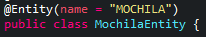 @Entity(name = "MOCHILA")
public class MochilaEntity {